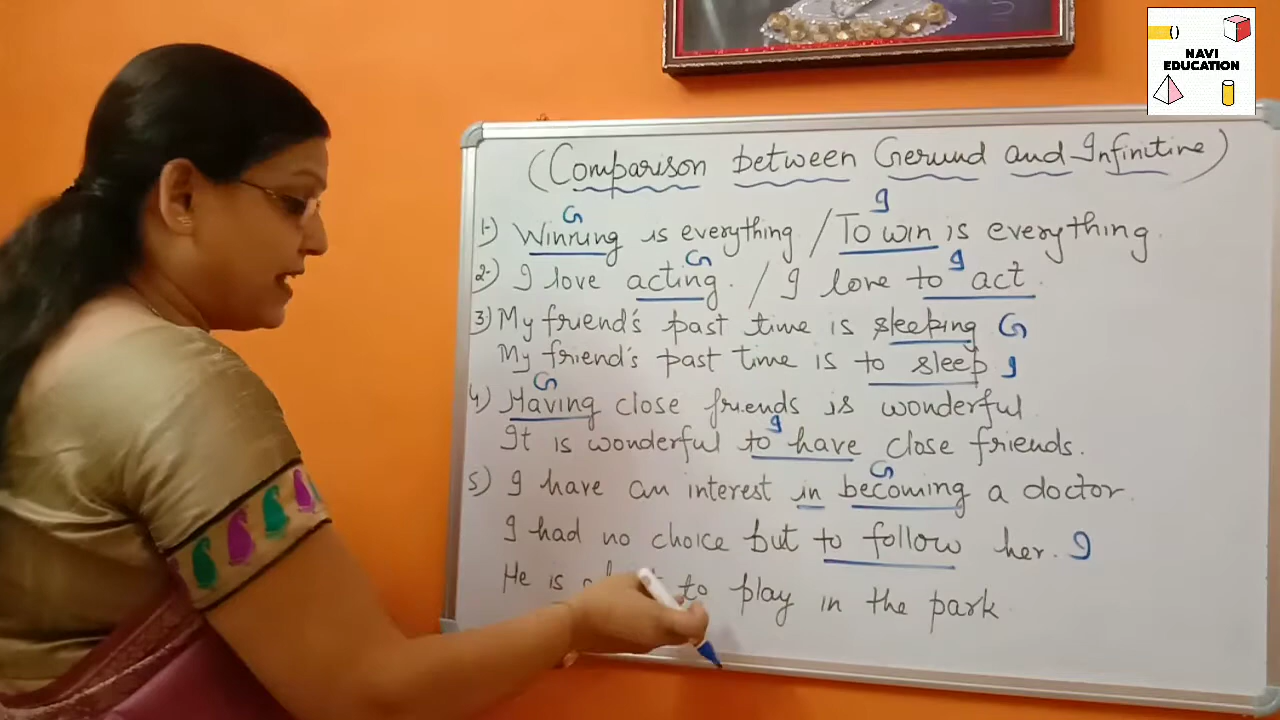 ()
NAVI
EDUCATION
(Comparison between Gerund and Infinitive)
G I
1-) Winning is everything / To win is everything.
G I
2-) I love acting. / I love to act.
3) My friend's past time is sleeping G
My friend's past time is to sleep I
G
4) Having close friends is wonderful
I
It is wonderful to have close friends.
G
5) I have an interest in becoming a doctor.
I had no choice but to follow her. I
He is to play in the park